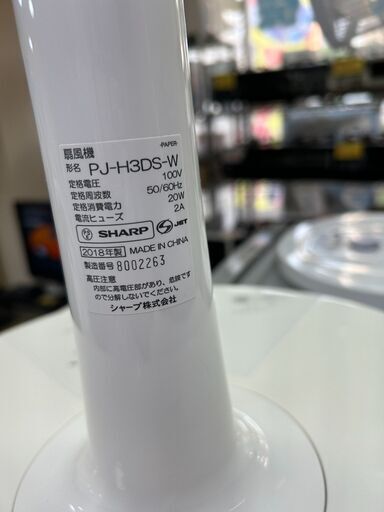 -PAPER-
扇風機
形名 PJ-H3DS-W
定格電圧 100V
定格周波数 50/60Hz
定格消費電力 20W
電流ヒューズ 2A
SHARP JET
2018年製 MADE IN CHINA
製造番号 8002263
高圧注意
内部に高電圧部があり、危険です
ので分解しないでください。
シャープ株式会社